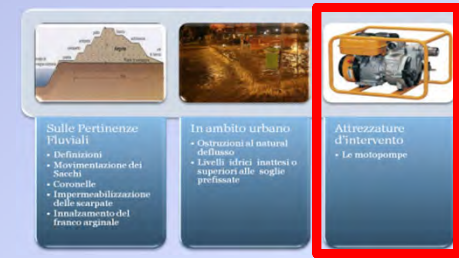 Sulle Pertinenze
Fluviali
• Definizioni
• Movimentazione dei
Sacchi
• Coronelle
• Impermeabilizzazione
delle scarpate
• Innalzamento del
franco arginale
In ambito urbano
• Ostruzioni al natural
deflusso
• Livelli idrici inattesi o
superiori alle soglie
prefissate
Attrezzature
d'intervento
• Le motopompe